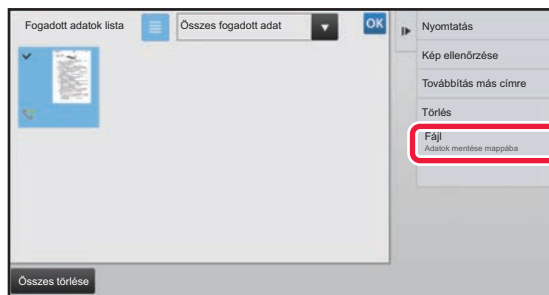 Fogadott adatok lista
Összes fogadott adat
OK
Nyomtatás
Kép ellenőrzése
Továbbítás más címre
Törlés
Fájl
Adatok mentése mappába
Összes törlése